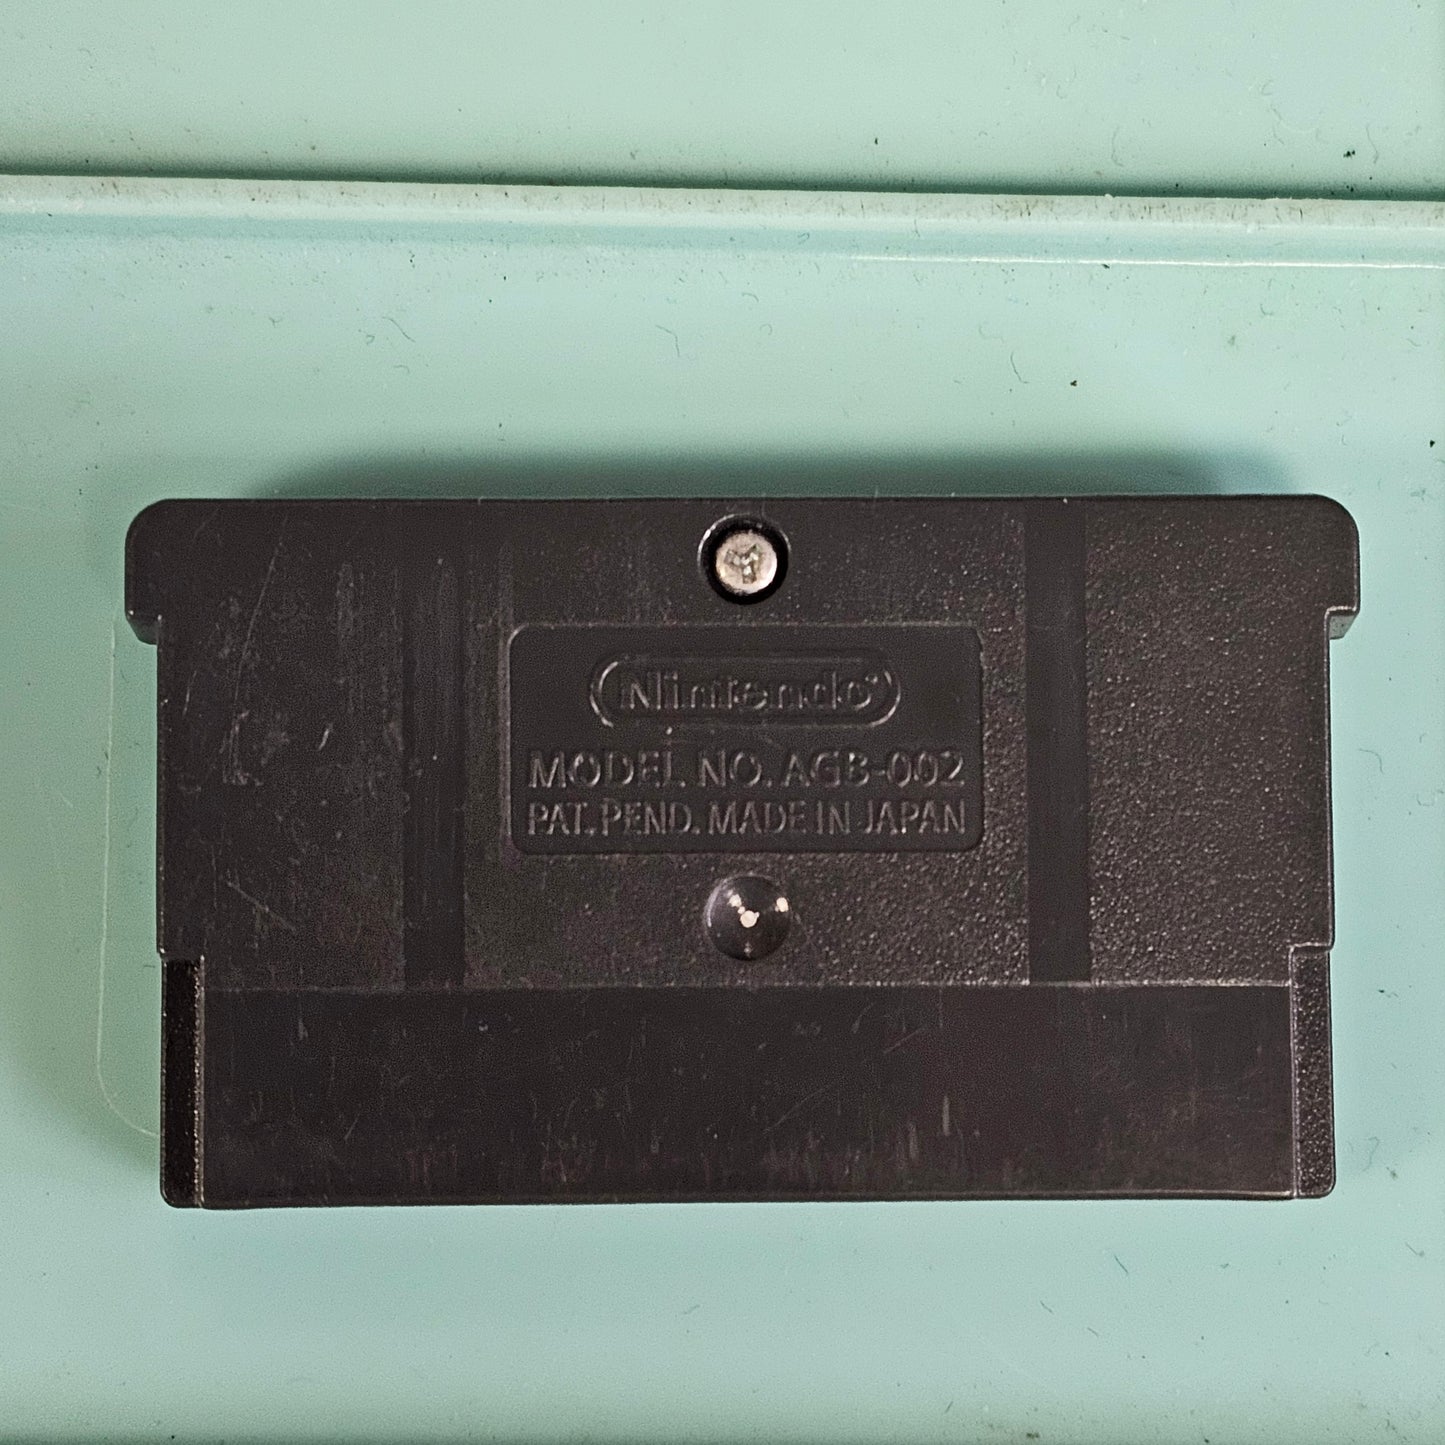 Nintendo
MODEL NO. AGB-002
PAT. PEND. MADE IN JAPAN